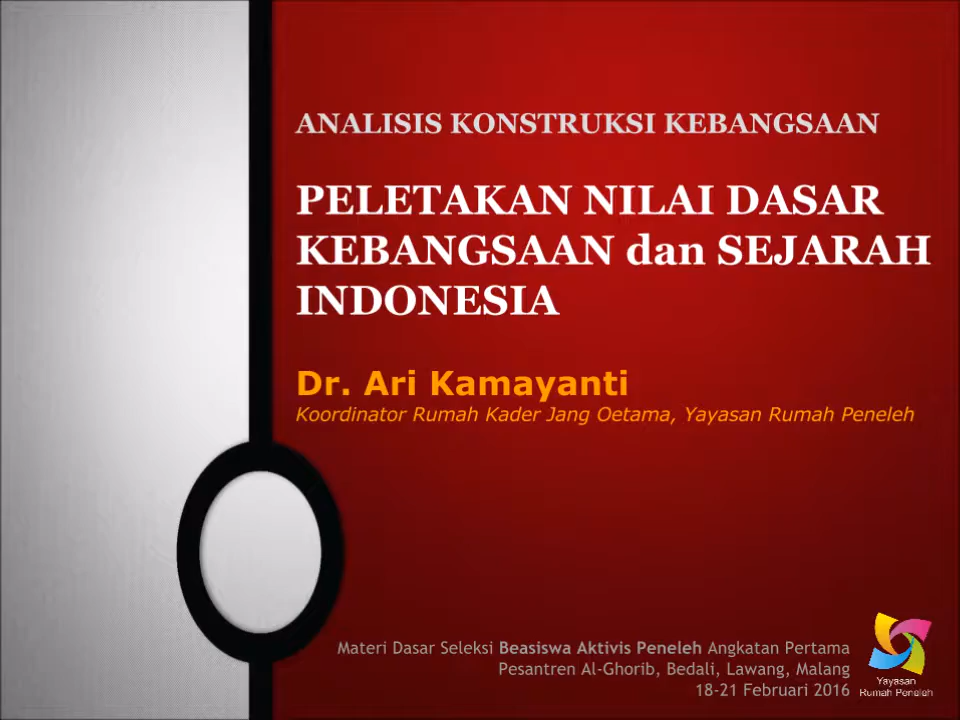 ANALISIS KONSTRUKSI KEBANGSAAN
PELETAKAN NILAI DASAR
KEBANGSAAN dan SEJARAH
INDONESIA
Dr. Ari Kamayanti
Koordinator Rumah Kader Jang Oetama, Yayasan Rumah Peneleh
Materi Dasar Seleksi Beasiswa Aktivis Peneleh Angkatan Pertama
Pesantren Al-Ghorib, Bedali, Lawang, Malang
18-21 Februari 2016
Yayasan
Rumah Peneleh